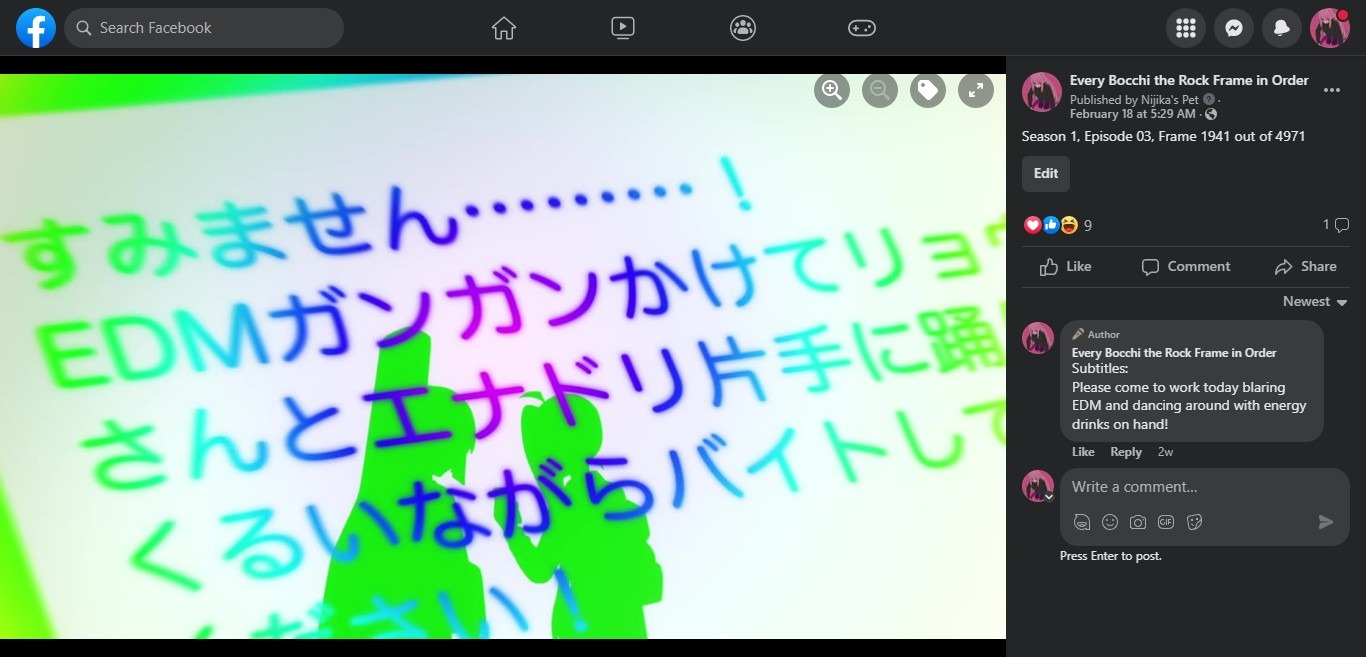 Search Facebook
すみません………！
EDMガンガンかけてリョウ
さんとエナドリ片手に踊り
くるいながらバイトして
ください！
Every Bocchi the Rock Frame in Order
Published by Nijika's Pet
February 18 at 5:29 AM
Season 1, Episode 03, Frame 1941 out of 4971
Edit
9
1
Like
Comment
Share
Newest
Author
Every Bocchi the Rock Frame in Order
Subtitles:
Please come to work today blaring
EDM and dancing around with energy
drinks on hand!
Like Reply 2w
Write a comment...
GIF
Press Enter to post.